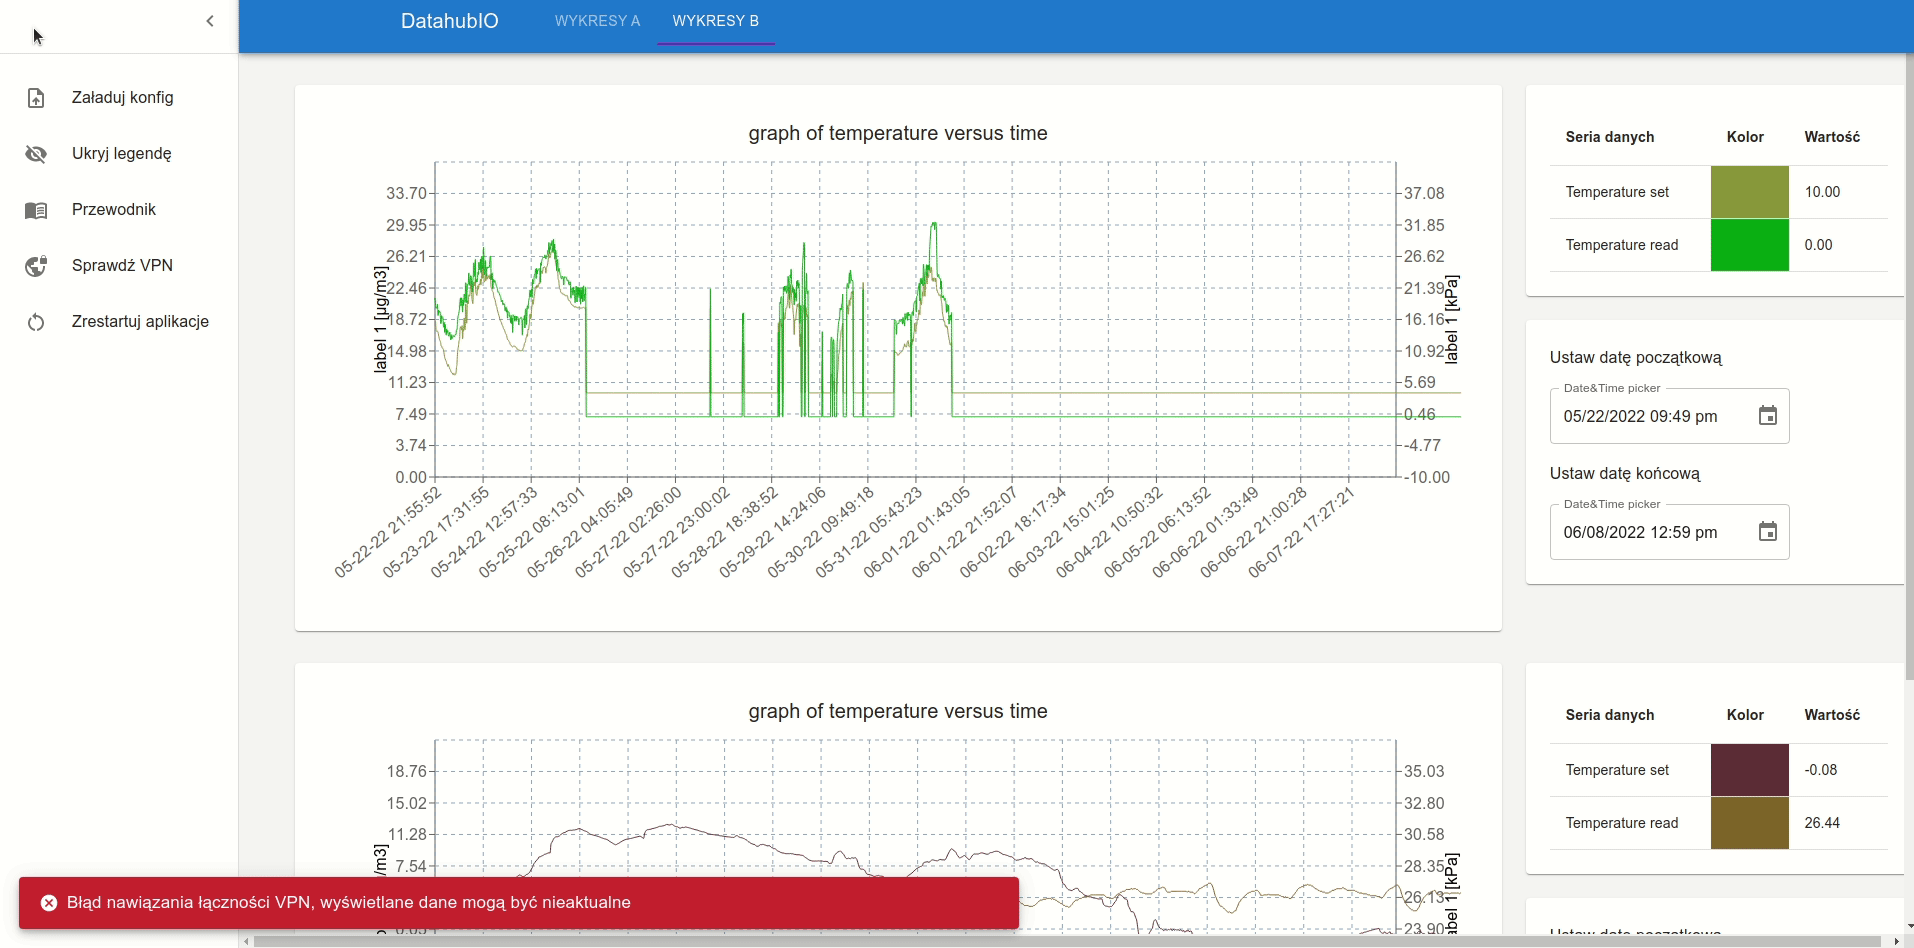 DatahubIO
WYKRESY A
WYKRESY B
Załaduj konfig
Ukryj legendę
Przewodnik
Sprawdź VPN
Zrestartuj aplikacje
graph of temperature versus time
33.70
29.95
26.21
22.46
18.72
14.98
11.23
7.49
3.74
0.00
label 1 [µg/m3]
37.08
31.85
26.62
21.39
16.16
10.92
5.69
0.46
-4.77
-10.00
label 1 [kPa]
05-22-22 21:55:52
05-23-22 17:31:55
05-24-22 12:57:33
05-25-22 08:13:01
05-26-22 04:05:49
05-27-22 02:26:00
05-27-22 23:00:02
05-28-22 18:38:52
05-29-22 14:24:06
05-30-22 09:49:18
05-31-22 05:43:23
06-01-22 01:43:05
06-01-22 21:52:07
06-02-22 18:17:34
06-03-22 15:01:25
06-04-22 10:50:32
06-05-22 06:13:52
06-06-22 01:33:49
06-06-22 21:00:28
06-07-22 17:27:21
Seria danych Kolor Wartość
Temperature set 10.00
Temperature read 0.00
Ustaw datę początkową
Date&Time picker
05/22/2022 09:49 pm
Ustaw datę końcową
Date&Time picker
06/08/2022 12:59 pm
graph of temperature versus time
18.76
15.02
11.28
7.54
/m3]
35.03
32.80
30.58
28.35
26.13
23.90
abel 1 [kPa]
Seria danych Kolor Wartość
Temperature set -0.08
Temperature read 26.44
Błąd nawiązania łączności VPN, wyświetlane dane mogą być nieaktualne